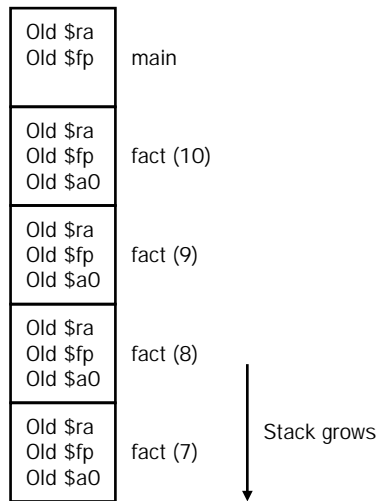 Old $ra
Old $fp
main
Old $ra
Old $fp
Old $a0
fact (10)
Old $ra
Old $fp
Old $a0
fact (9)
Old $ra
Old $fp
Old $a0
fact (8)
Old $ra
Old $fp
Old $a0
fact (7)
Stack grows